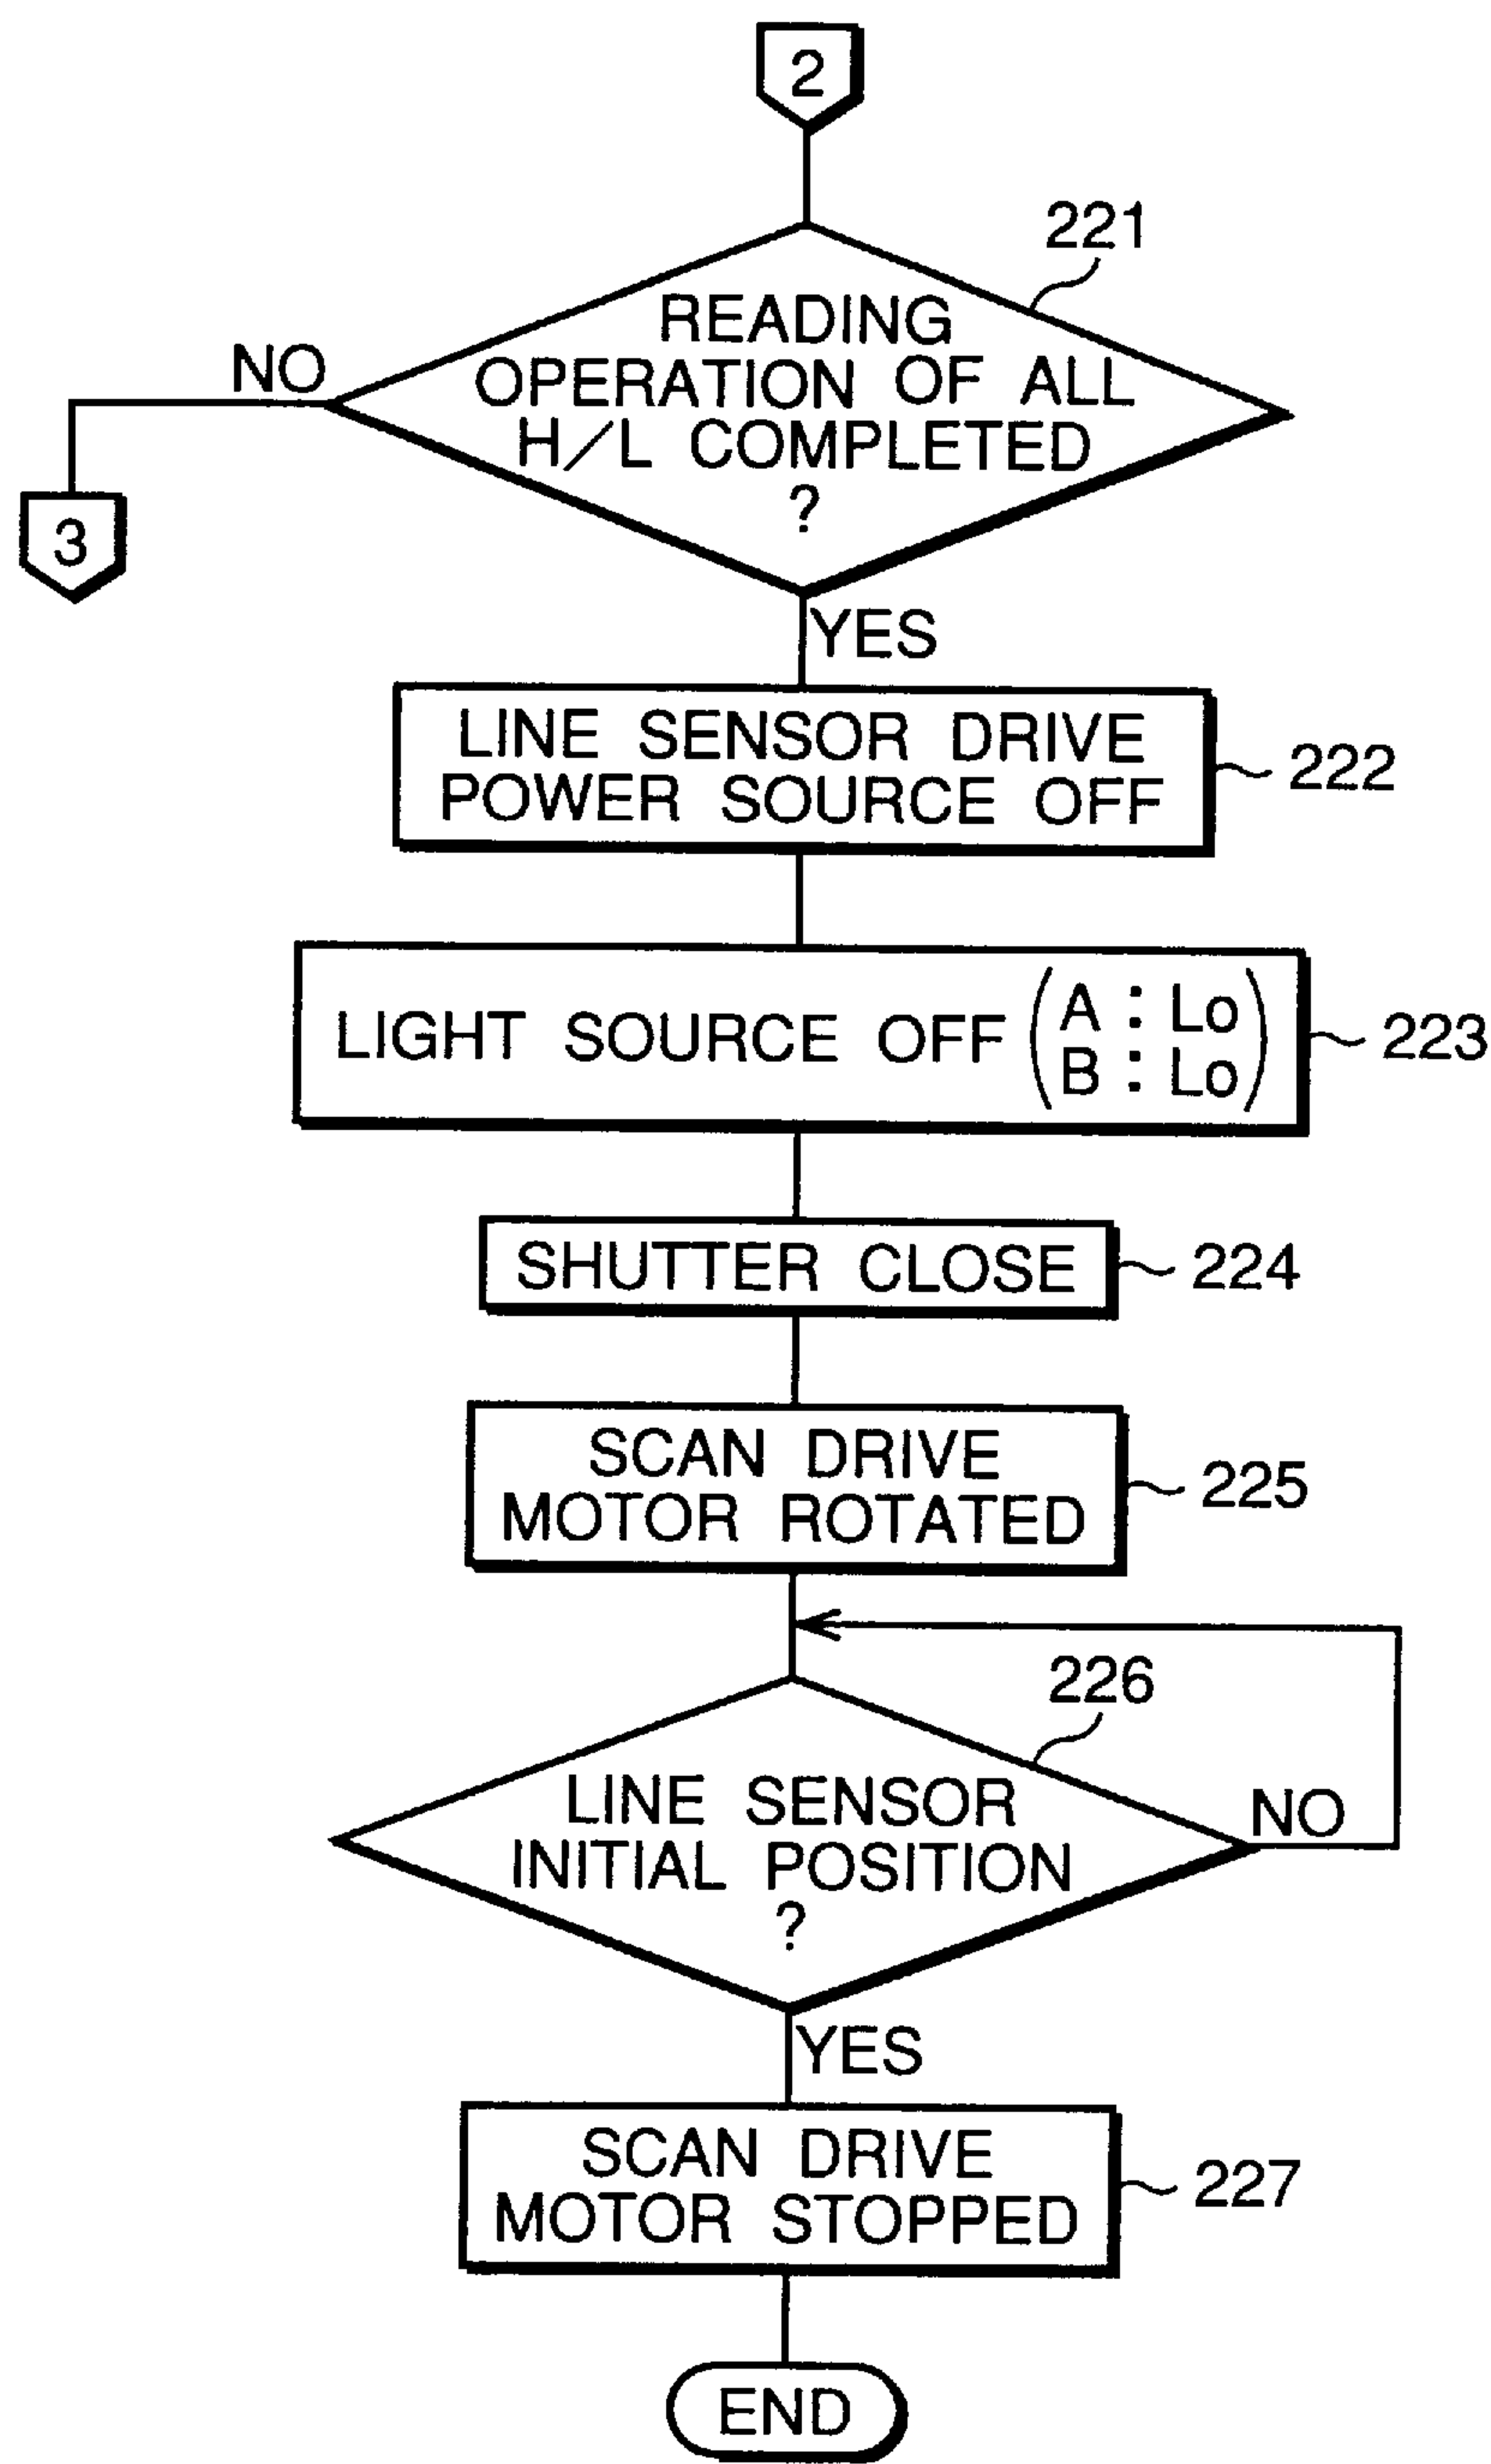 2
221
READING
OPERATION OF ALL
H/L COMPLETED
?
NO
3
YES
LINE SENSOR DRIVE
POWER SOURCE OFF
222
LIGHT SOURCE OFF (A : Lo
B : Lo)
223
SHUTTER CLOSE
224
SCAN DRIVE
MOTOR ROTATED
225
226
LINE SENSOR
INITIAL POSITION
?
NO
YES
SCAN DRIVE
MOTOR STOPPED
227
END